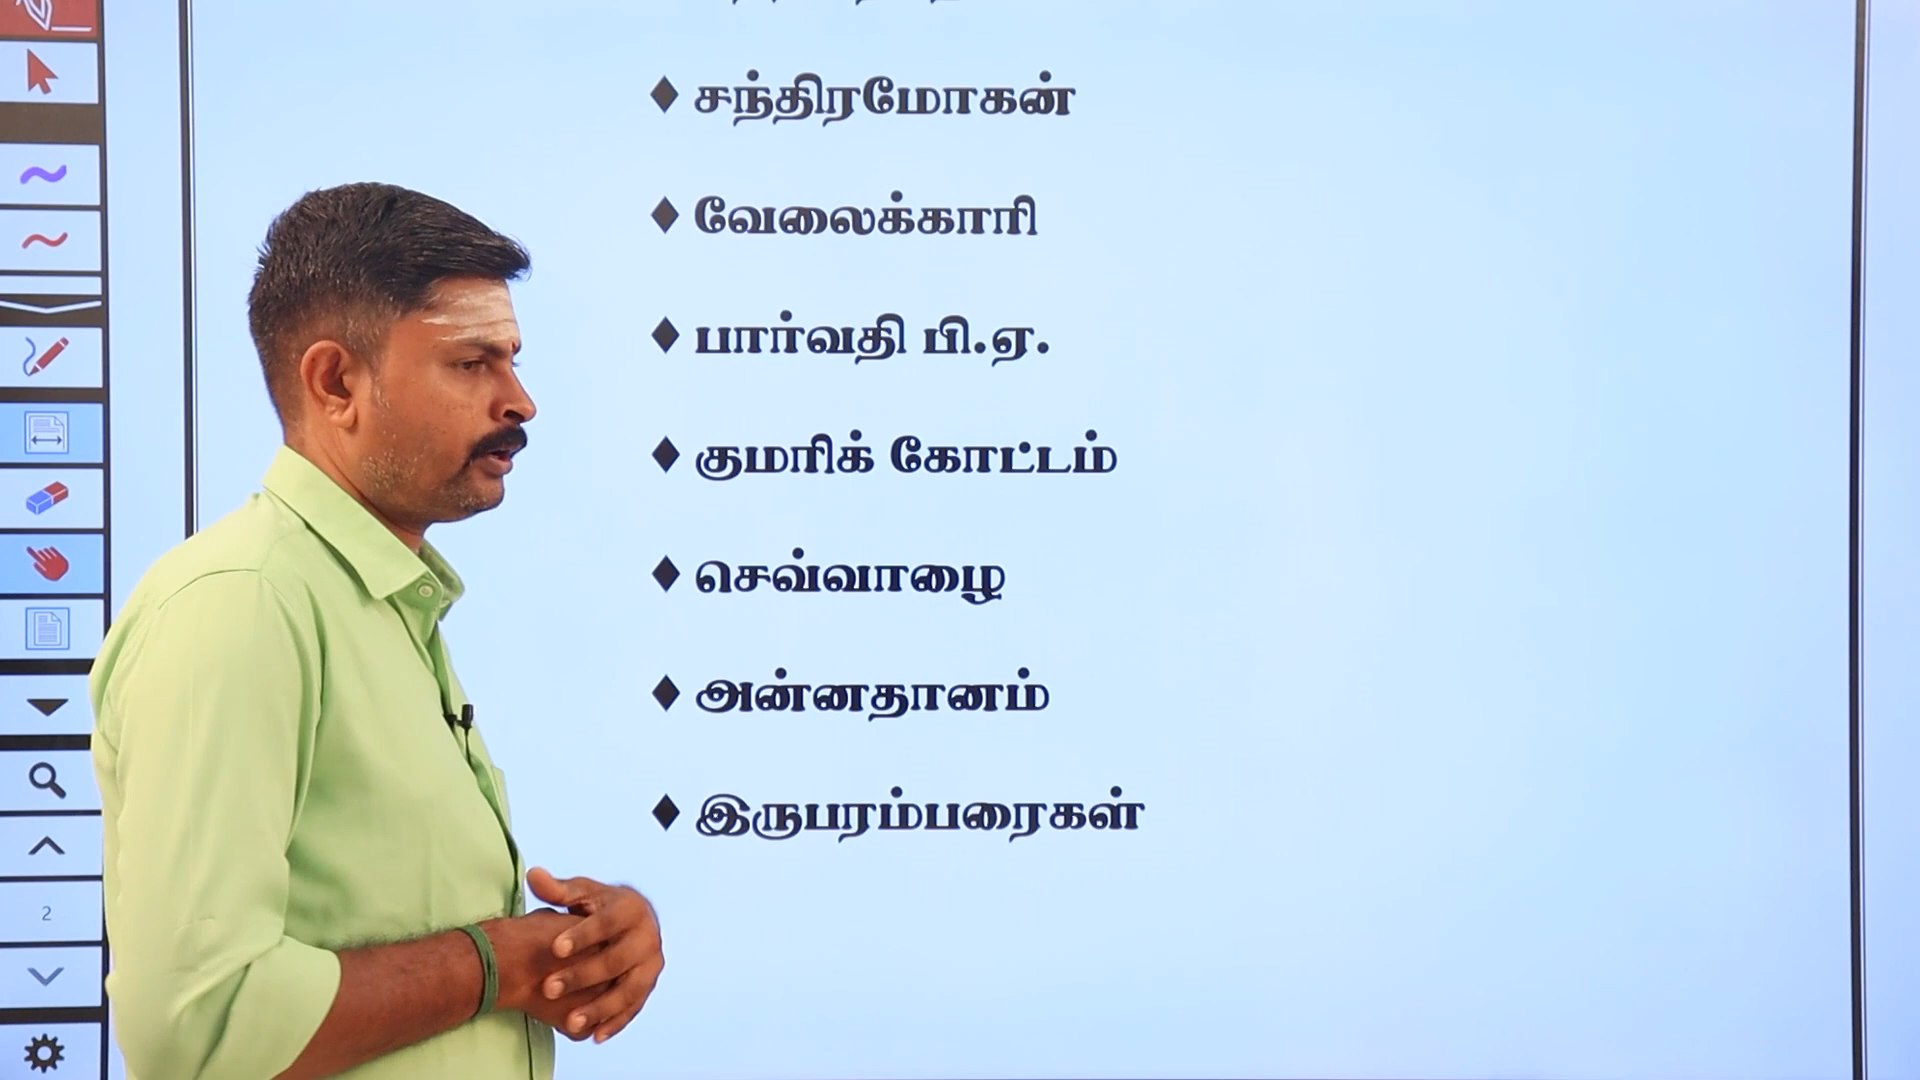 ♦ சந்திரமோகன்
♦ வேலைக்காரி
♦ பார்வதி பி.ஏ.
♦ குமரிக் கோட்டம்
♦ செவ்வாழை
♦ அன்னதானம்
♦ இருபரம்பரைகள்
2